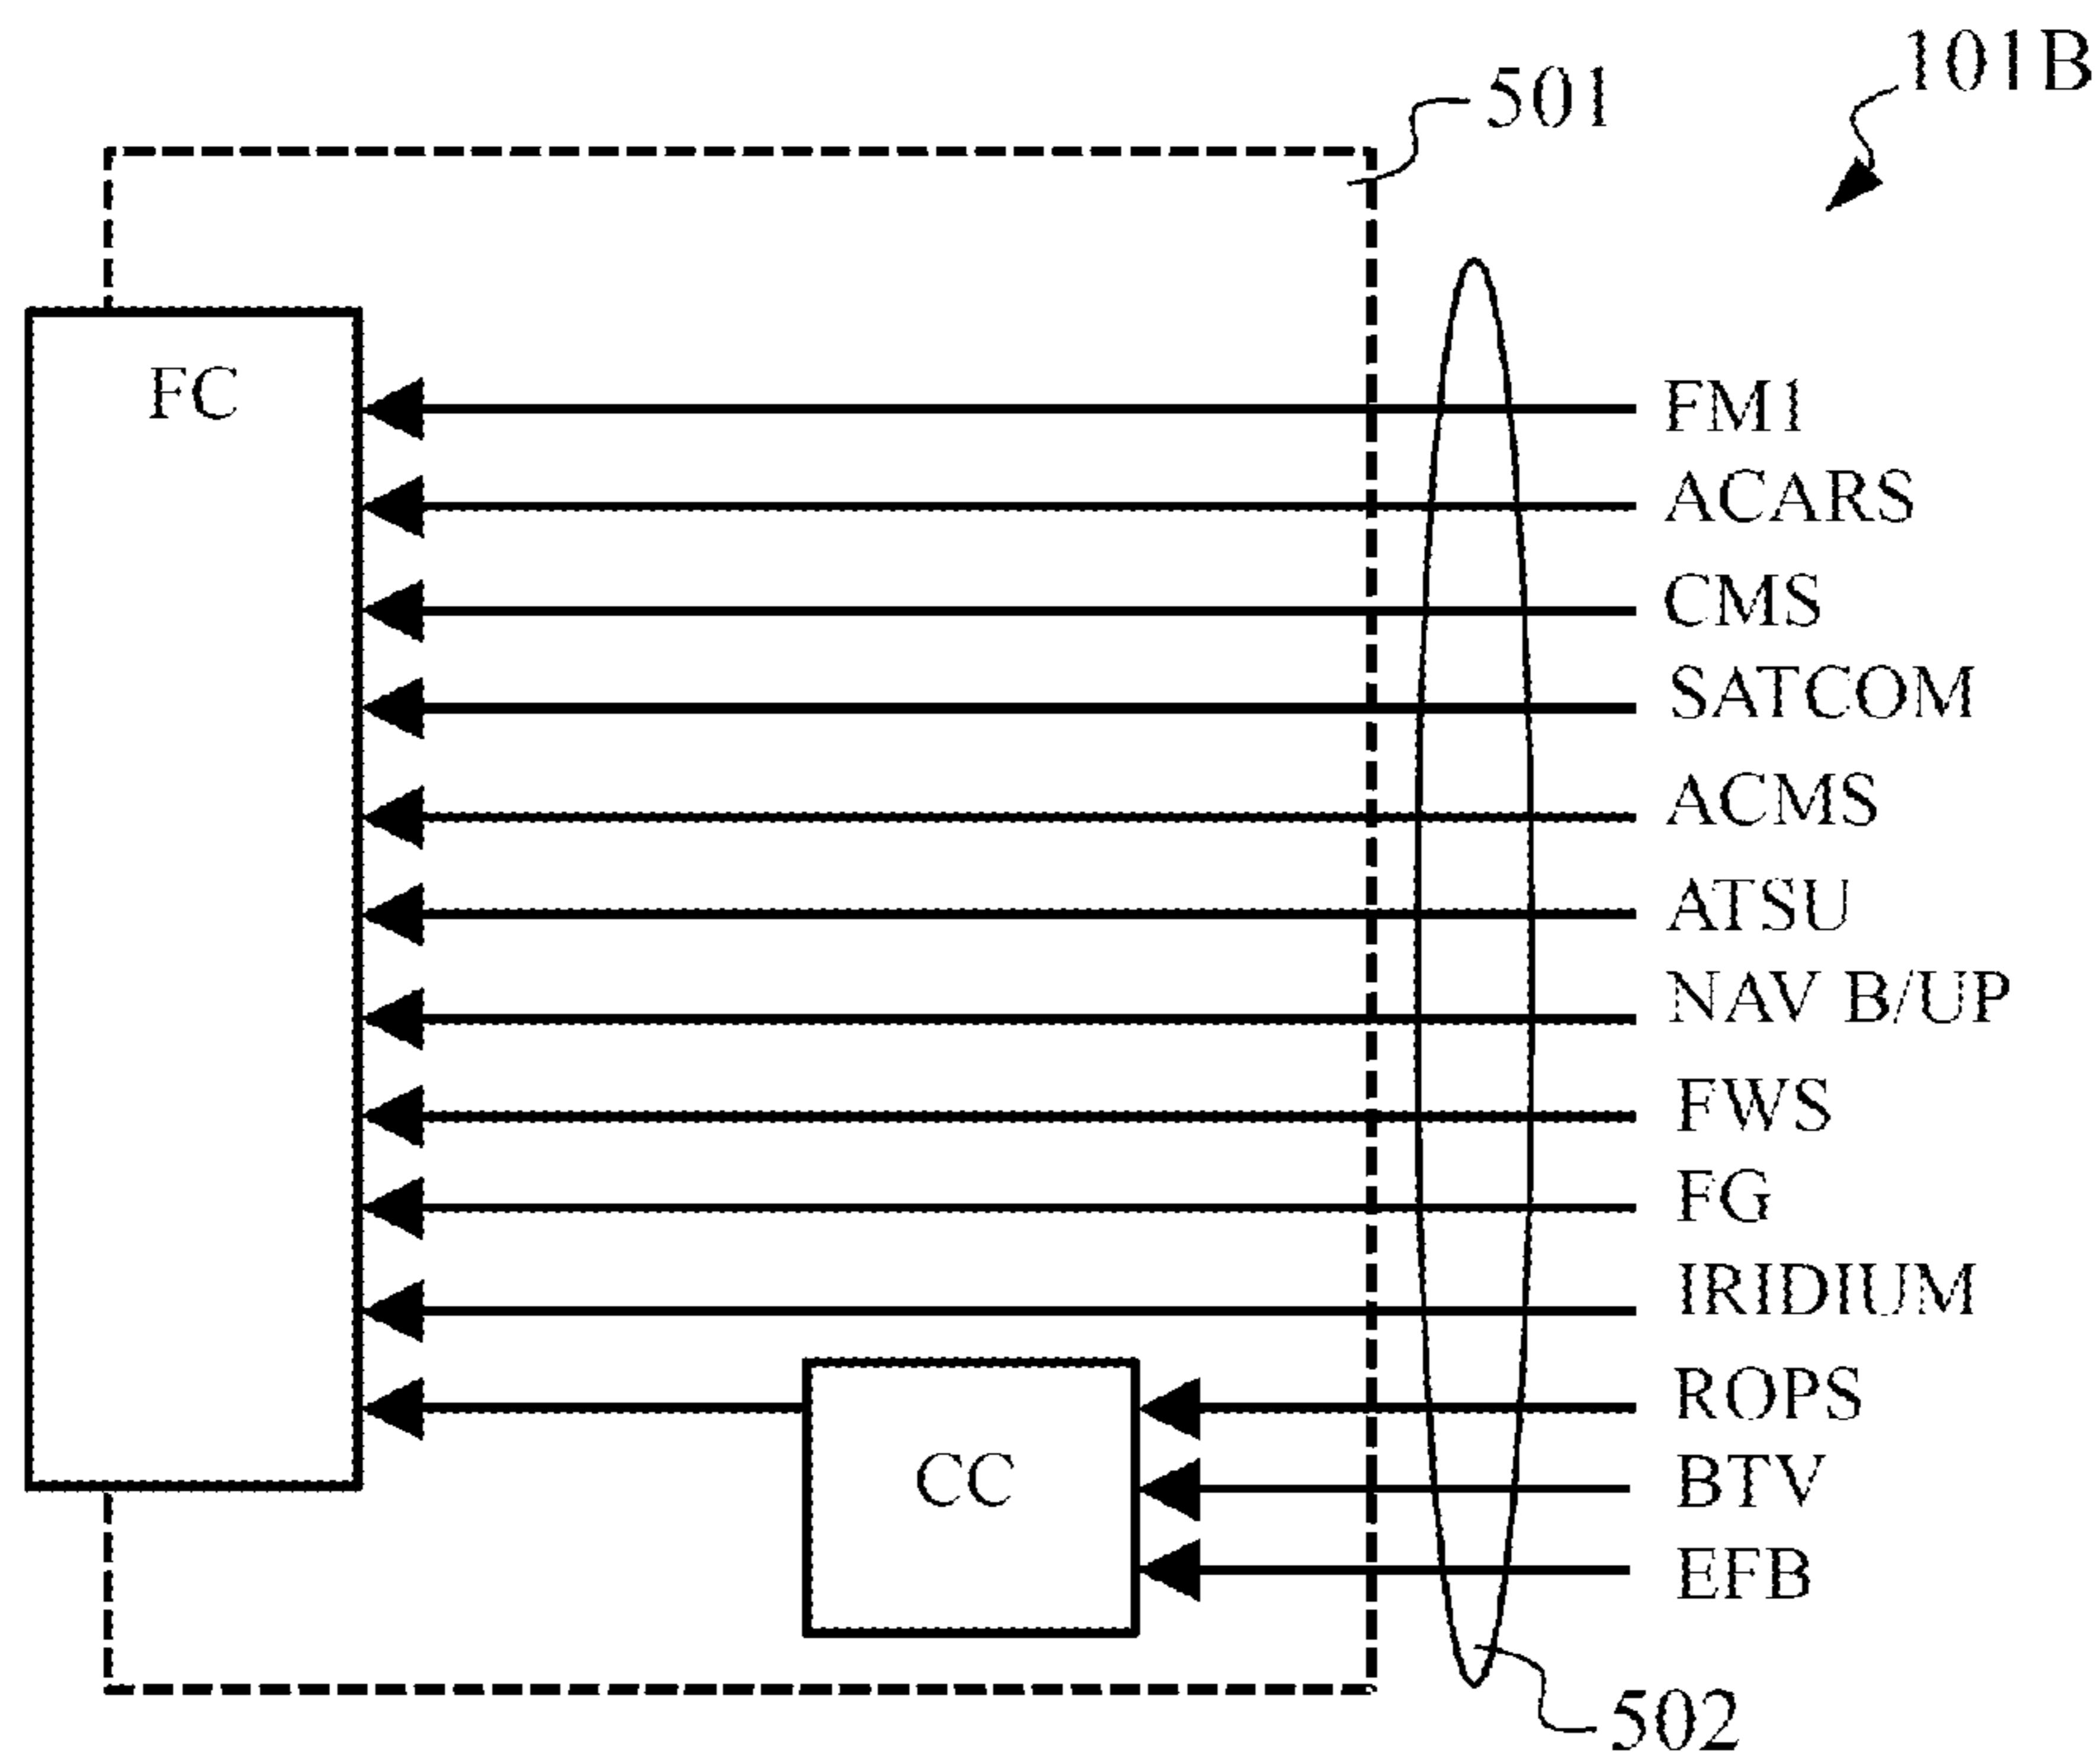 101B
501
FC
FM1
ACARS
CMS
SATCOM
ACMS
ATSU
NAV B/UP
FWS
FG
IRIDIUM
ROPS
CC
BTV
EFB
502